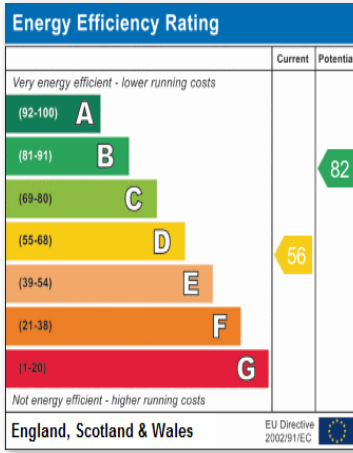 Energy Efficiency Rating
Current Potential
Very energy efficient - lower running costs
(92-100) A
(81-91) B
82
(69-80) C
(55-68) D
56
(39-54) E
(21-38) F
(1-20) G
Not energy efficient - higher running costs
England, Scotland & Wales
EU Directive
2002/91/EC